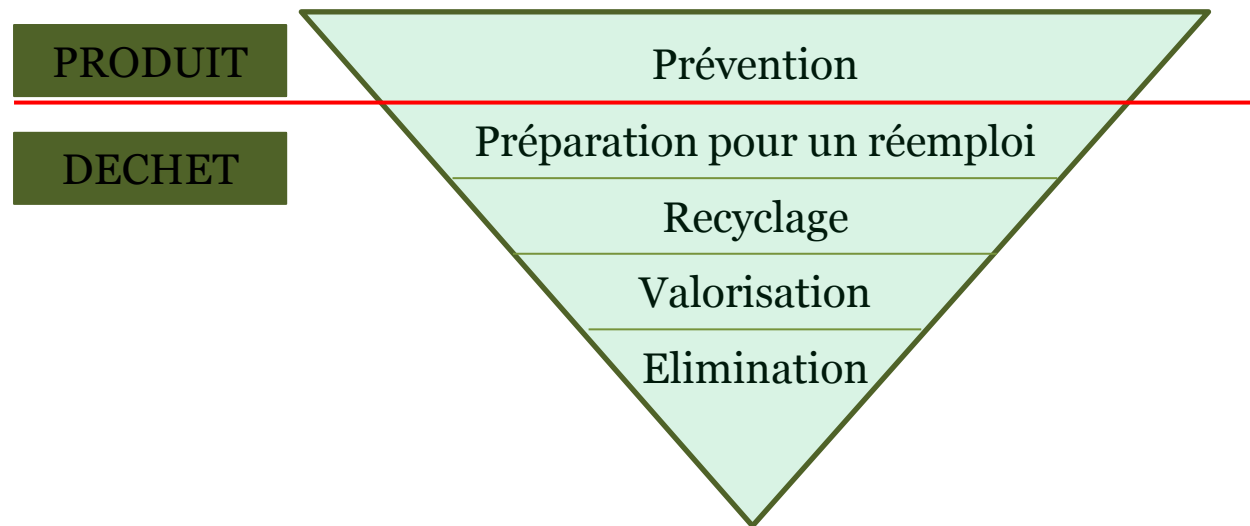 PRODUIT
Prévention
Préparation pour un réemploi
DECHET
Recyclage
Valorisation
Elimination